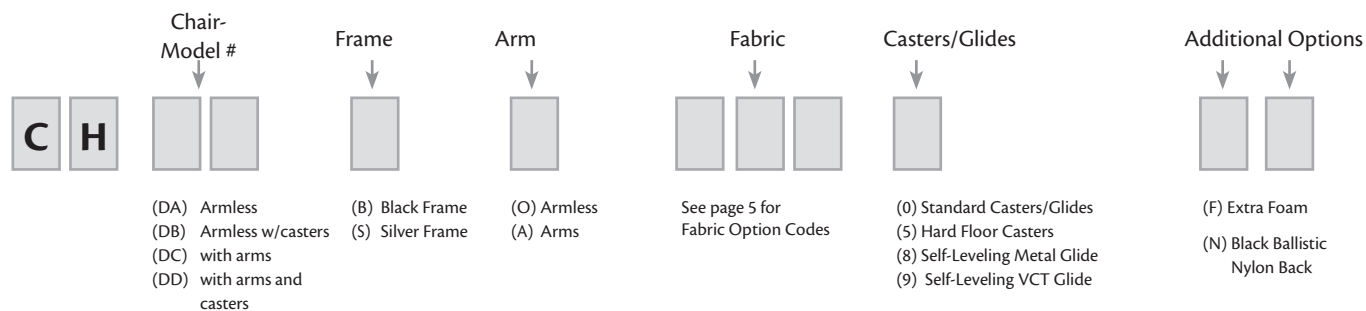 Chair-
Model #
Frame
Arm
Fabric
Casters/Glides
Additional Options
C H
(DA) Armless
(DB) Armless w/casters
(DC) with arms
(DD) with arms and
casters
(B) Black Frame
(S) Silver Frame
(O) Armless
(A) Arms
See page 5 for
Fabric Option Codes
(0) Standard Casters/Glides
(5) Hard Floor Casters
(8) Self-Leveling Metal Glide
(9) Self-Leveling VCT Glide
(F) Extra Foam
(N) Black Ballistic
Nylon Back